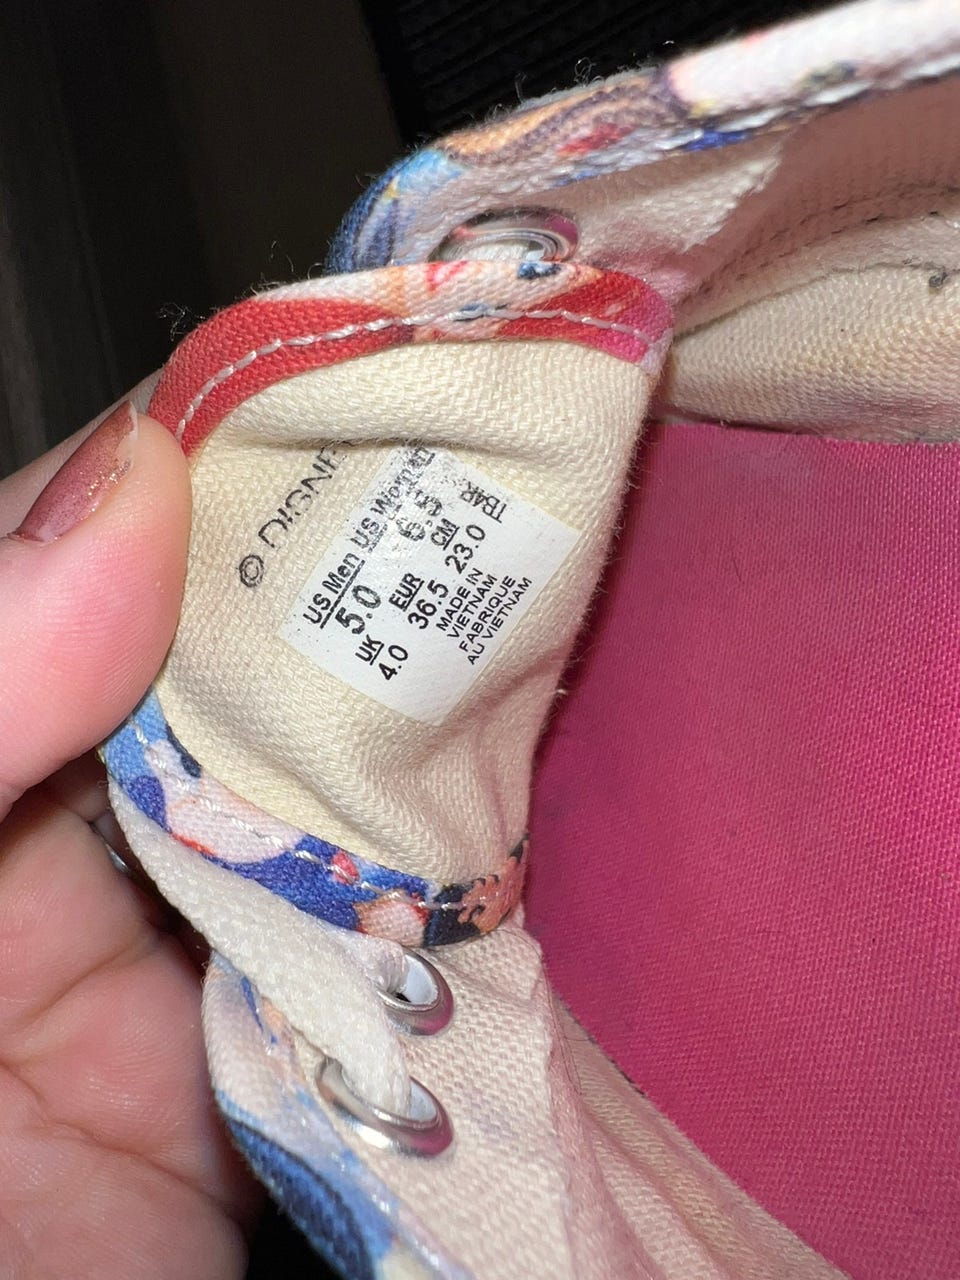 © DISNE
US Men US Women
5.0 6.5
UK EUR CM TB4R
4.0 36.5 23.0
MADE IN
VIETNAM
FABRIQUE
AU VIETNAM